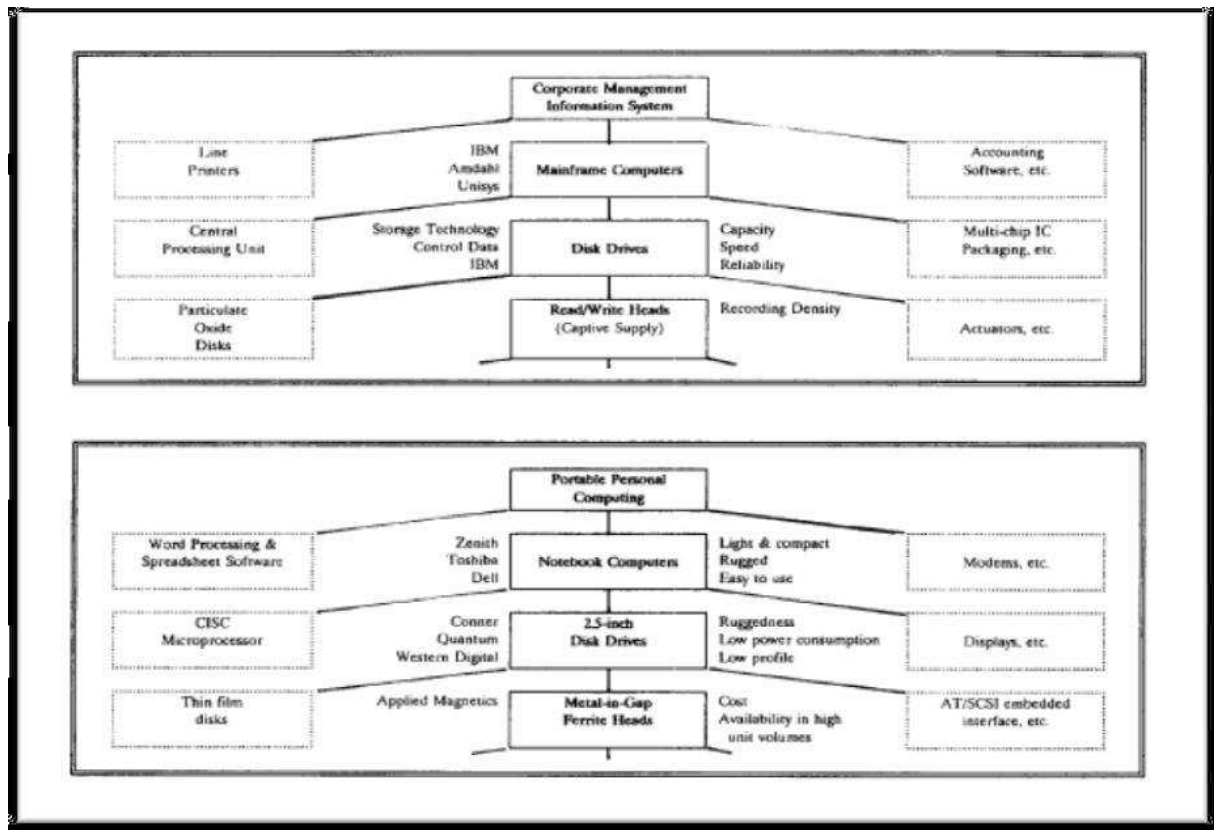 Corporate Management
Information System
Line
Printers
IBM
Amdahl
Unisys
Mainframe Computers
Accounting
Software, etc.
Central
Processing Unit
Storage Technology
Control Data
IBM
Disk Drives
Capacity
Speed
Reliability
Multi-chip IC
Packaging, etc.
Particulate
Oxide
Disks
Read/Write Heads
(Captive Supply)
Recording Density
Actuators, etc.
Portable Personal
Computing
Word Processing &
Spreadsheet Software
Zenith
Toshiba
Dell
Notebook Computers
Light & compact
Rugged
Easy to use
Modems, etc.
CISC
Microprocessor
Conner
Quantum
Western Digital
2.5-inch
Disk Drives
Ruggedness
Low power consumption
Low profile
Displays, etc.
Thin film
disks
Applied Magnetics
Metal-in-Gap
Ferrite Heads
Cost
Availability in high
unit volumes
AT/SCSI embedded
interface, etc.